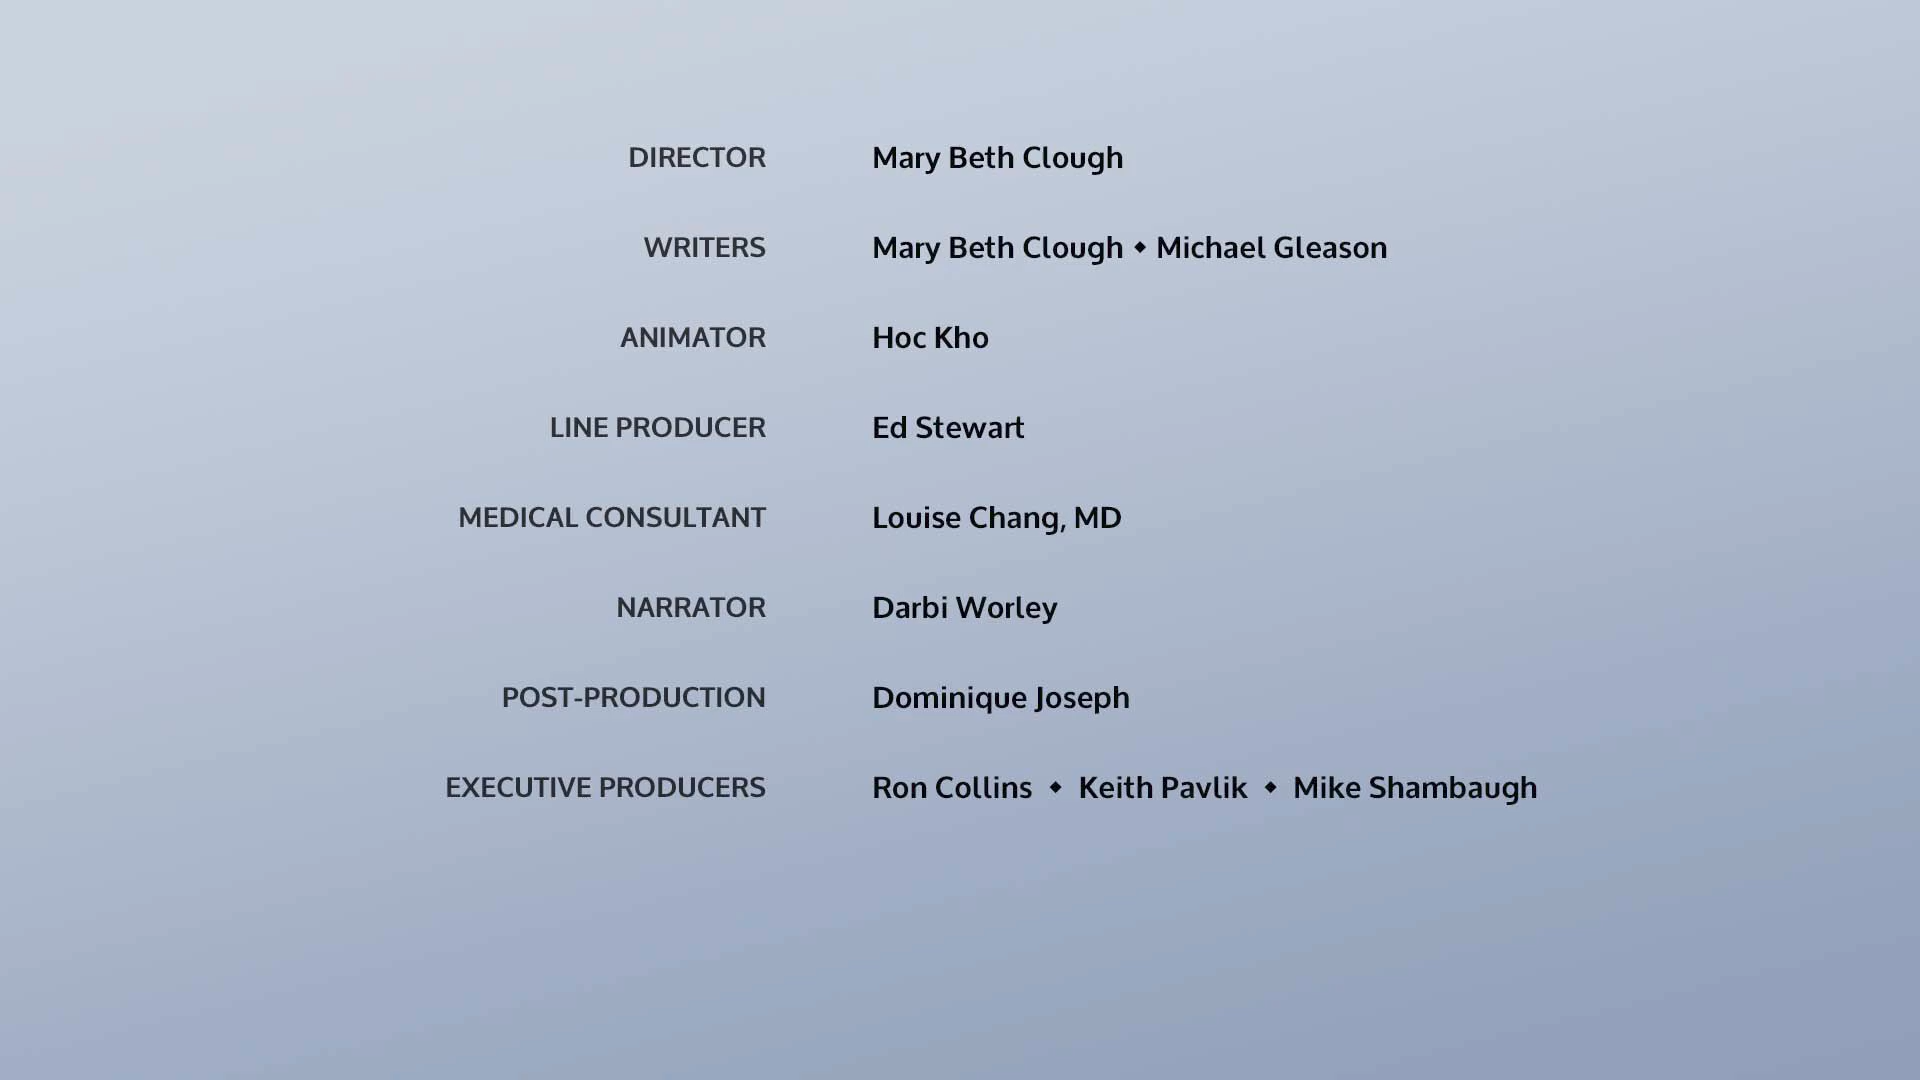 DIRECTOR Mary Beth Clough
WRITERS Mary Beth Clough ◆ Michael Gleason
ANIMATOR Hoc Kho
LINE PRODUCER Ed Stewart
MEDICAL CONSULTANT Louise Chang, MD
NARRATOR Darbi Worley
POST-PRODUCTION Dominique Joseph
EXECUTIVE PRODUCERS Ron Collins ◆ Keith Pavlik ◆ Mike Shambaugh